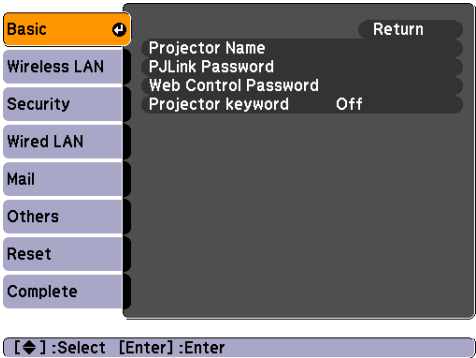 Basic
Wireless LAN
Security
Wired LAN
Mail
Others
Reset
Complete
Return
Projector Name
PJLink Password
Web Control Password
Projector keyword Off
[◆] :Select [Enter] :Enter